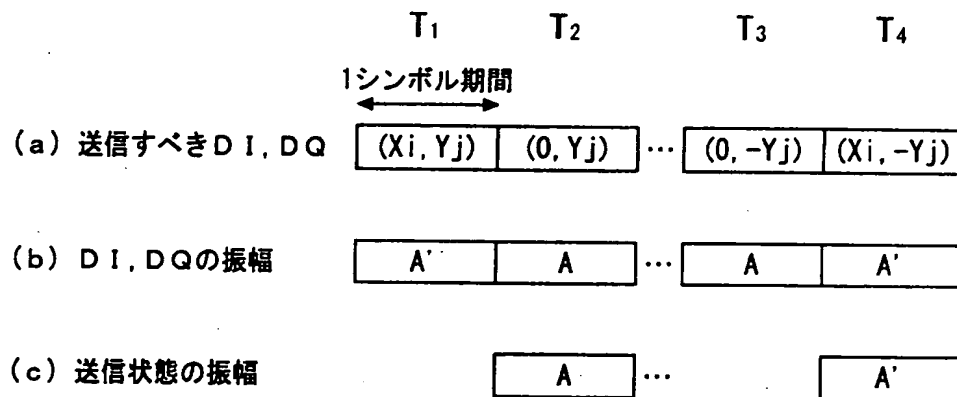 T1 T2 T3 T4
1シンボル期間
(a) 送信すべきDI,DQ (Xi,Yj) (0,Yj) … (0,-Yj) (Xi,-Yj)
(b) DI,DQの振幅 A' A … A A'
(c) 送信状態の振幅 A … A'